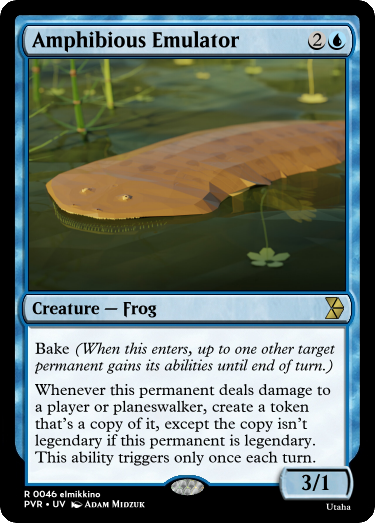 Amphibious Emulator 2
Creature — Frog
Bake (When this enters, up to one other target
permanent gains its abilities until end of turn.)
Whenever this permanent deals damage to
a player or planeswalker, create a token
that's a copy of it, except the copy isn't
legendary if this permanent is legendary.
This ability triggers only once each turn.
3/1
R 0046 elmikkino
PVR • UV Adam Midzuk
Utaha